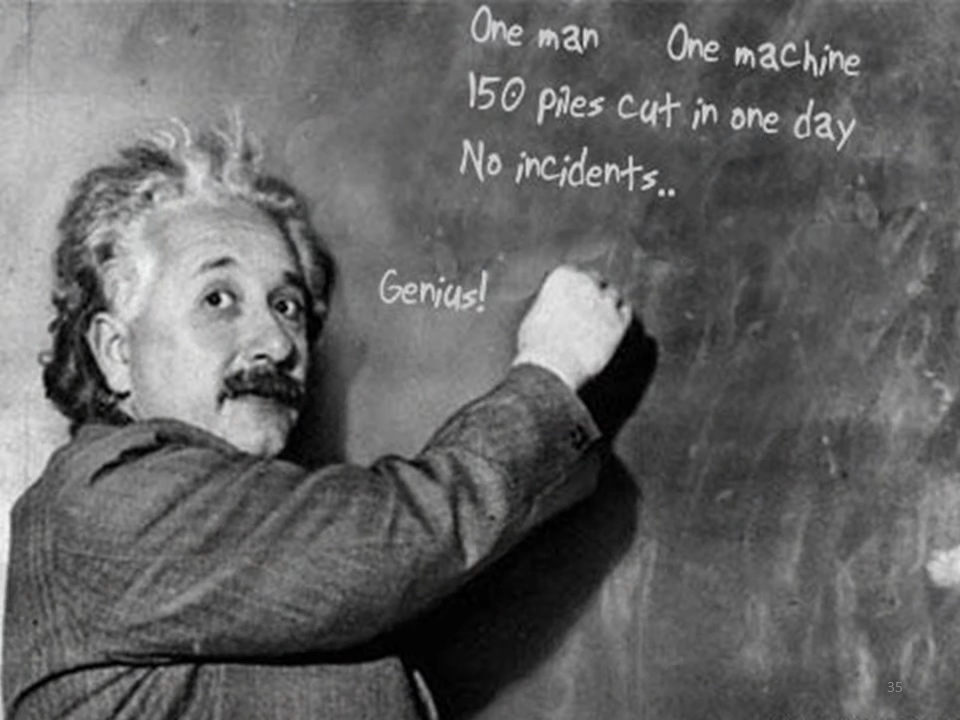 One man One machine
150 piles cut in one day
No incidents..
Genius!
35